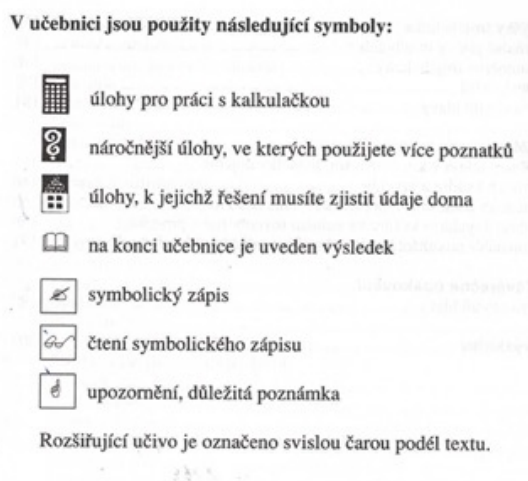 V učebnici jsou použity následující symboly:
úlohy pro práci s kalkulačkou
náročnější úlohy, ve kterých použijete více poznatků
úlohy, k jejichž řešení musíte zjistit údaje doma
na konci učebnice je uveden výsledek
symbolický zápis
čtení symbolického zápisu
upozornění, důležitá poznámka
Rozšiřující učivo je označeno svislou čarou podél textu.